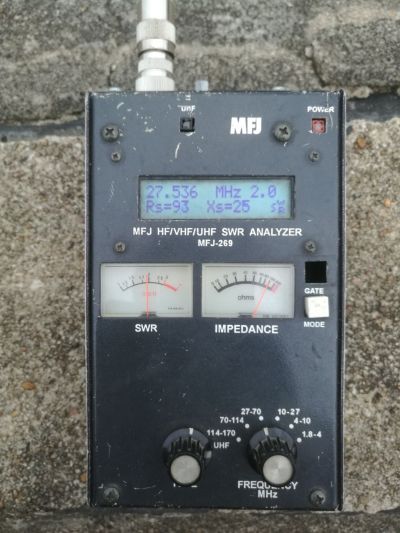 UHF
MFJ
POWER
27.536 MHz 2.0
Rs=93 Xs=25 SWR
MFJ HF/VHF/UHF SWR ANALYZER
MFJ-269
ohms
GATE
SWR
IMPEDANCE
MODE
27-70
10-27
70-114
4-10
114-170
1.8-4
UHF
FREQUENCY
MHz